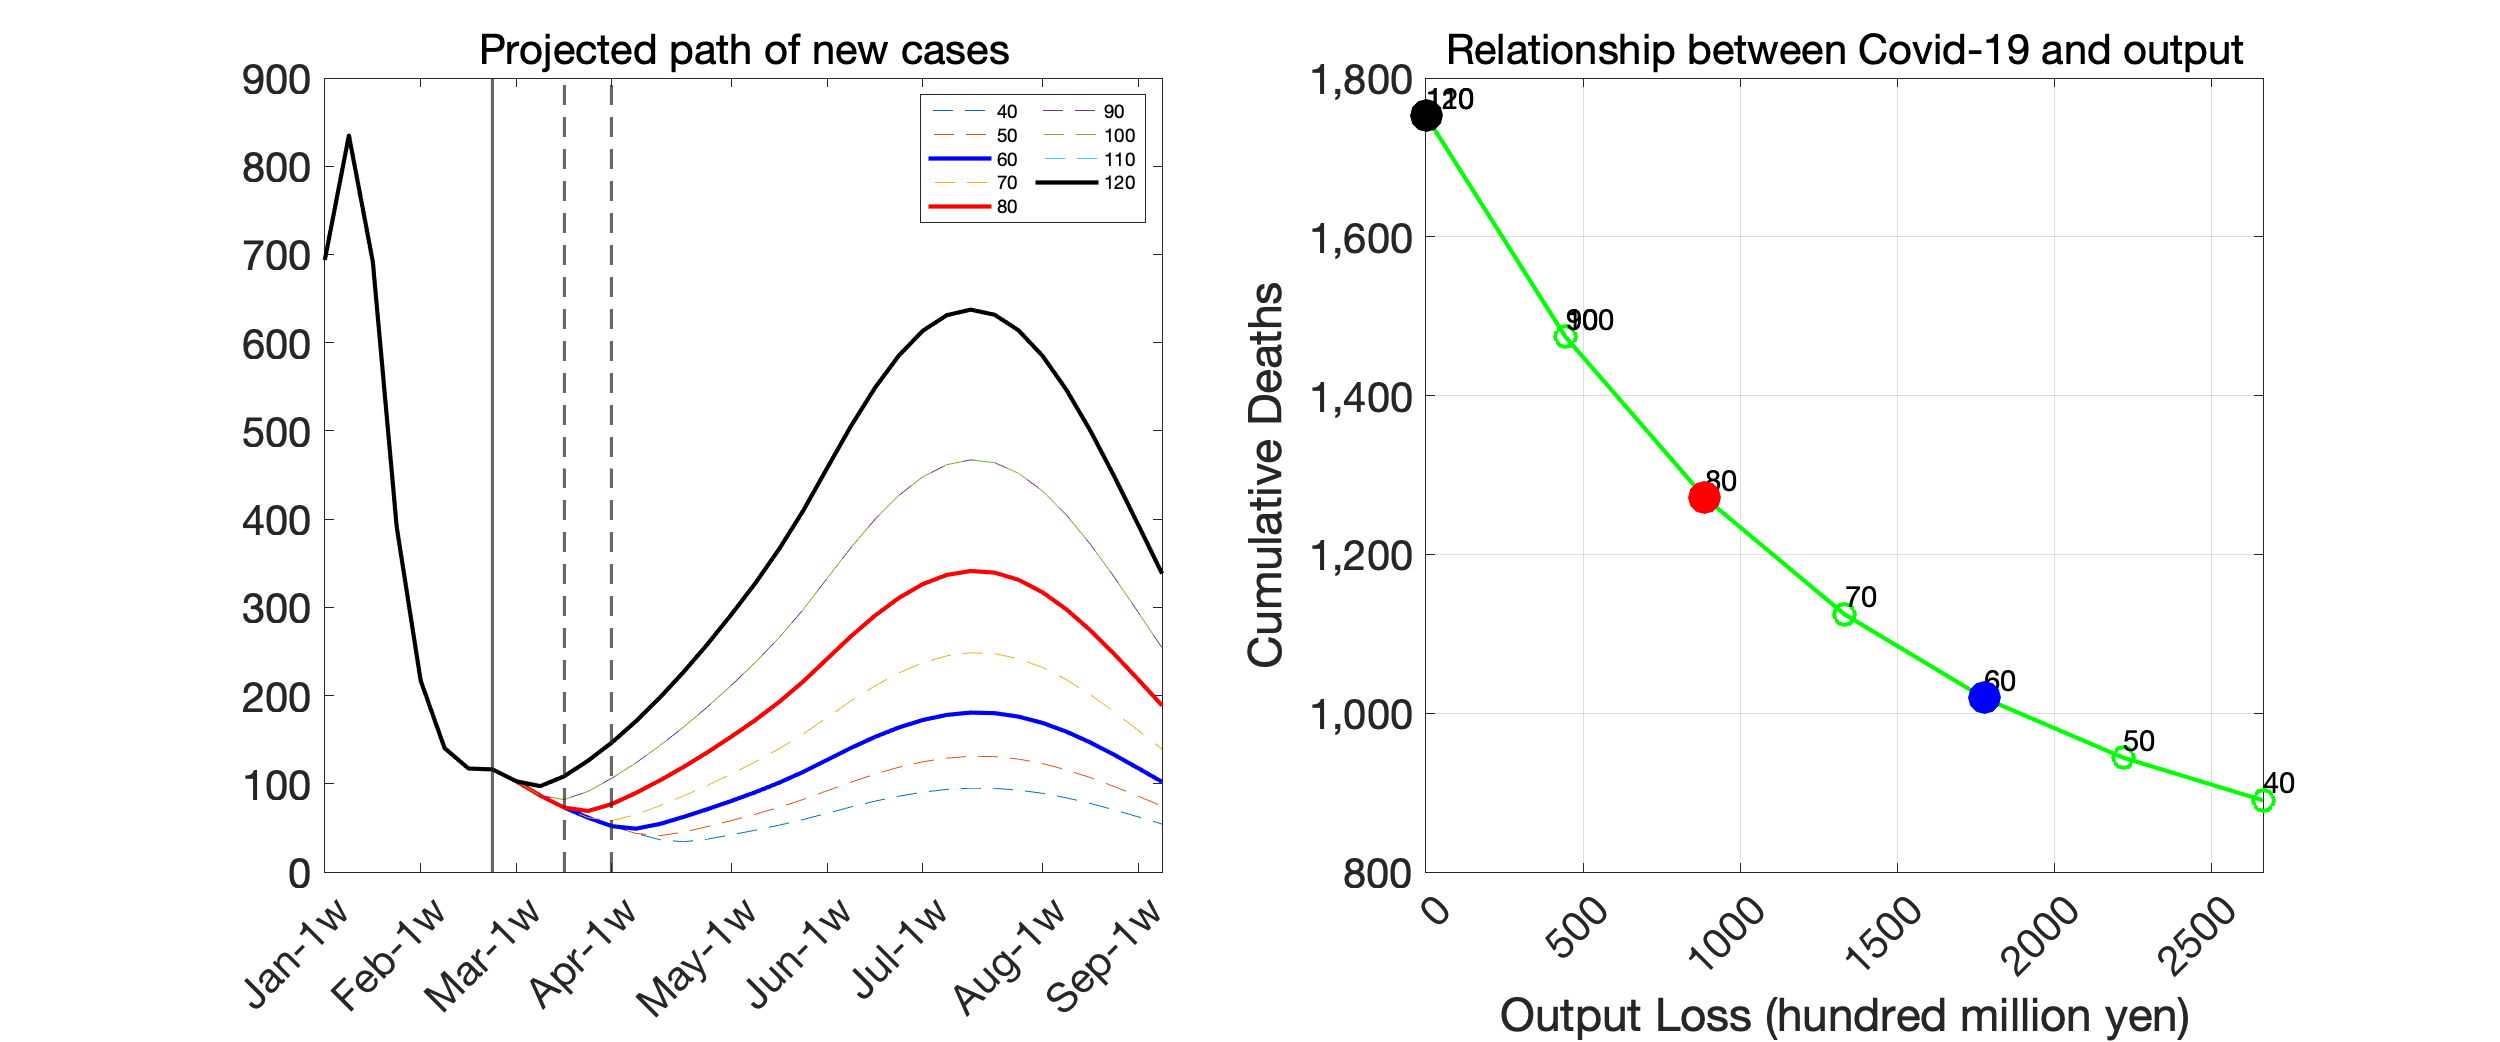 Projected path of new cases
900
800
700
600
500
400
300
200
100
0
Jan-1w
Feb-1w
Mar-1w
Apr-1w
May-1w
Jun-1w
Jul-1w
Aug-1w
Sep-1w
40
50
60
70
80
90
100
110
120
Relationship between Covid-19 and output
Cumulative Deaths
1,800
1,600
1,400
1,200
1,000
800
0
500
1000
1500
2000
2500
Output Loss (hundred million yen)
80
70
60
50
40